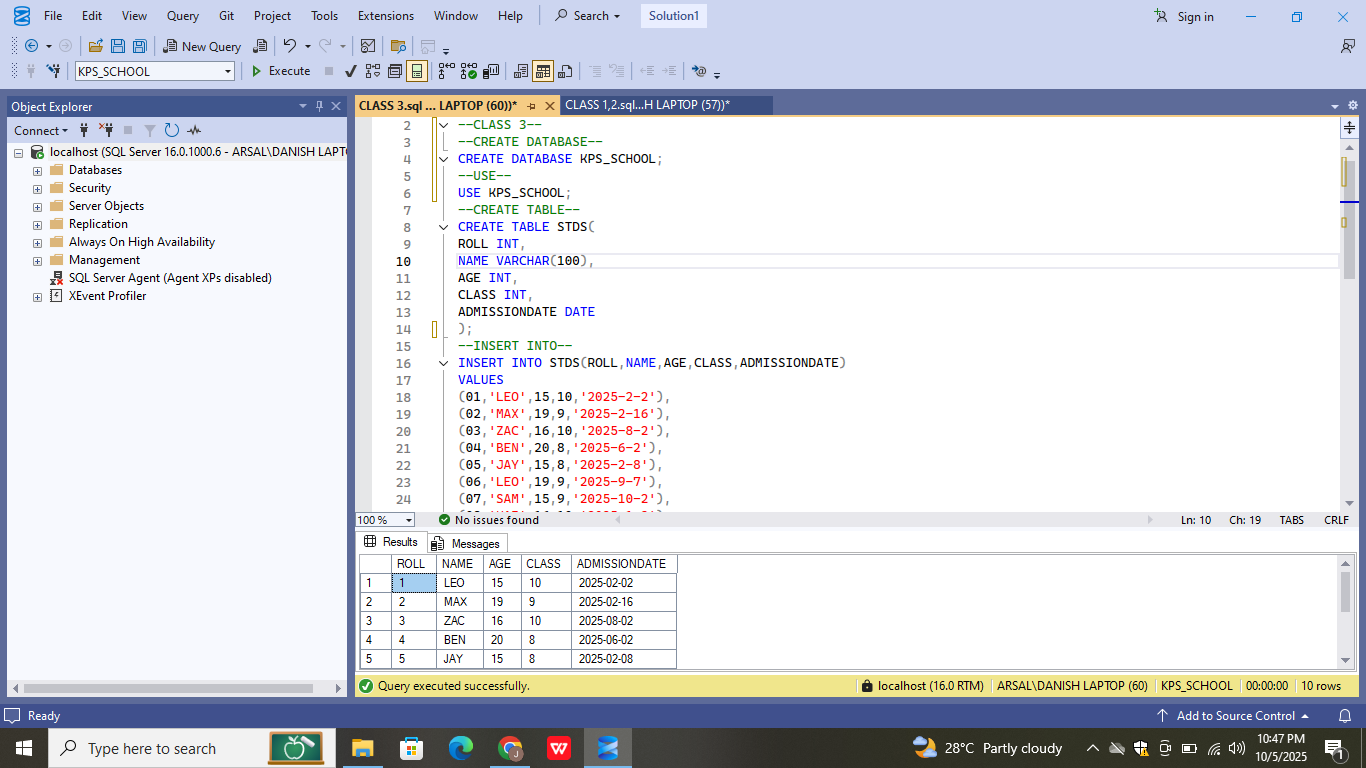 File Edit View Query Git Project Tools Extensions Window Help Search Solution1 Sign in
New Query
KPS_SCHOOL Execute
Object Explorer
Connect
localhost (SQL Server 16.0.1000.6 - ARSAL\DANISH LAPT
Databases
Security
Server Objects
Replication
Always On High Availability
Management
SQL Server Agent (Agent XPs disabled)
XEvent Profiler
CLASS 3.sql ... LAPTOP (60))* CLASS 1,2.sql...H LAPTOP (57))*
2 --CLASS 3--
3 --CREATE DATABASE--
4 CREATE DATABASE KPS_SCHOOL;
5 --USE--
6 USE KPS_SCHOOL;
7 --CREATE TABLE--
8 CREATE TABLE STDS(
9 ROLL INT,
10 NAME VARCHAR(100),
11 AGE INT,
12 CLASS INT,
13 ADMISSIONDATE DATE
14 );
15 --INSERT INTO--
16 INSERT INTO STDS(ROLL,NAME,AGE,CLASS,ADMISSIONDATE)
17 VALUES
18 (01,'LEO',15,10,'2025-2-2'),
19 (02,'MAX',19,9,'2025-2-16'),
20 (03,'ZAC',16,10,'2025-8-2'),
21 (04,'BEN',20,8,'2025-6-2'),
22 (05,'JAY',15,8,'2025-2-8'),
23 (06,'LEO',19,9,'2025-9-7'),
24 (07,'SAM',15,9,'2025-10-2'),
100 % No issues found Ln: 10 Ch: 19 TABS CRLF
Results Messages
ROLL NAME AGE CLASS ADMISSIONDATE
1 1 LEO 15 10 2025-02-02
2 2 MAX 19 9 2025-02-16
3 3 ZAC 16 10 2025-08-02
4 4 BEN 20 8 2025-06-02
5 5 JAY 15 8 2025-02-08
Query executed successfully. localhost (16.0 RTM) ARSAL\DANISH LAPTOP (60) KPS_SCHOOL 00:00:00 10 rows
Ready Add to Source Control
Type here to search 28°C Partly cloudy 10:47 PM
10/5/2025
1